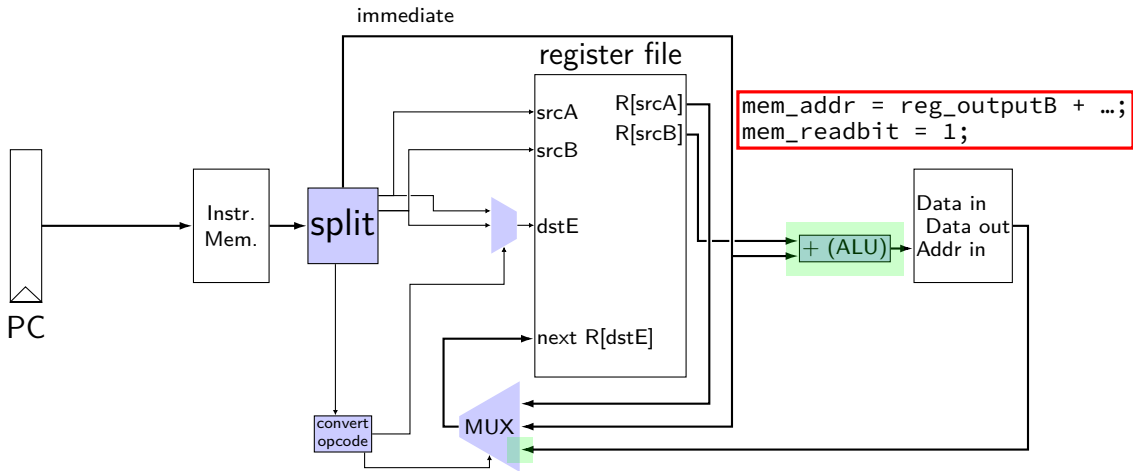 immediate
register file
mem_addr = reg_outputB + …;
mem_readbit = 1;
srcA
srcB
dstE
next R[dstE]
R[srcA]
R[srcB]
PC
Instr.
Mem.
split
+ (ALU)
Data in
Data out
Addr in
convert
opcode
MUX